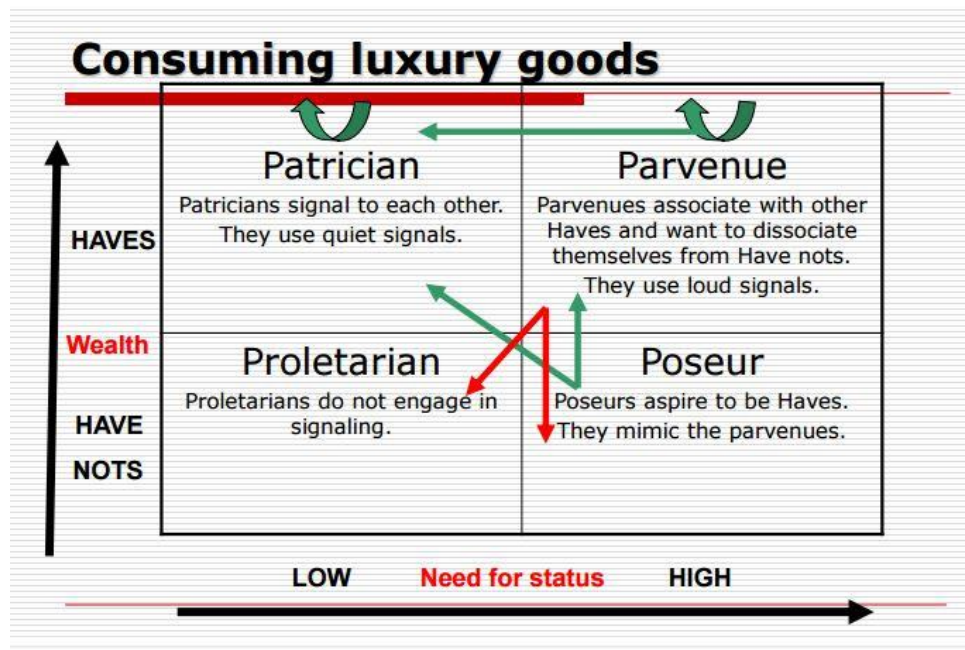 Consuming luxury goods
Patrician
Patricians signal to each other.
They use quiet signals.
Parvenue
Parvenues associate with other
Haves and want to dissociate
themselves from Have nots.
They use loud signals.
HAVES
Wealth
HAVE
NOTS
Proletarian
Proletarians do not engage in
signaling.
Poseur
Poseurs aspire to be Haves.
They mimic the parvenues.
LOW
Need for status
HIGH